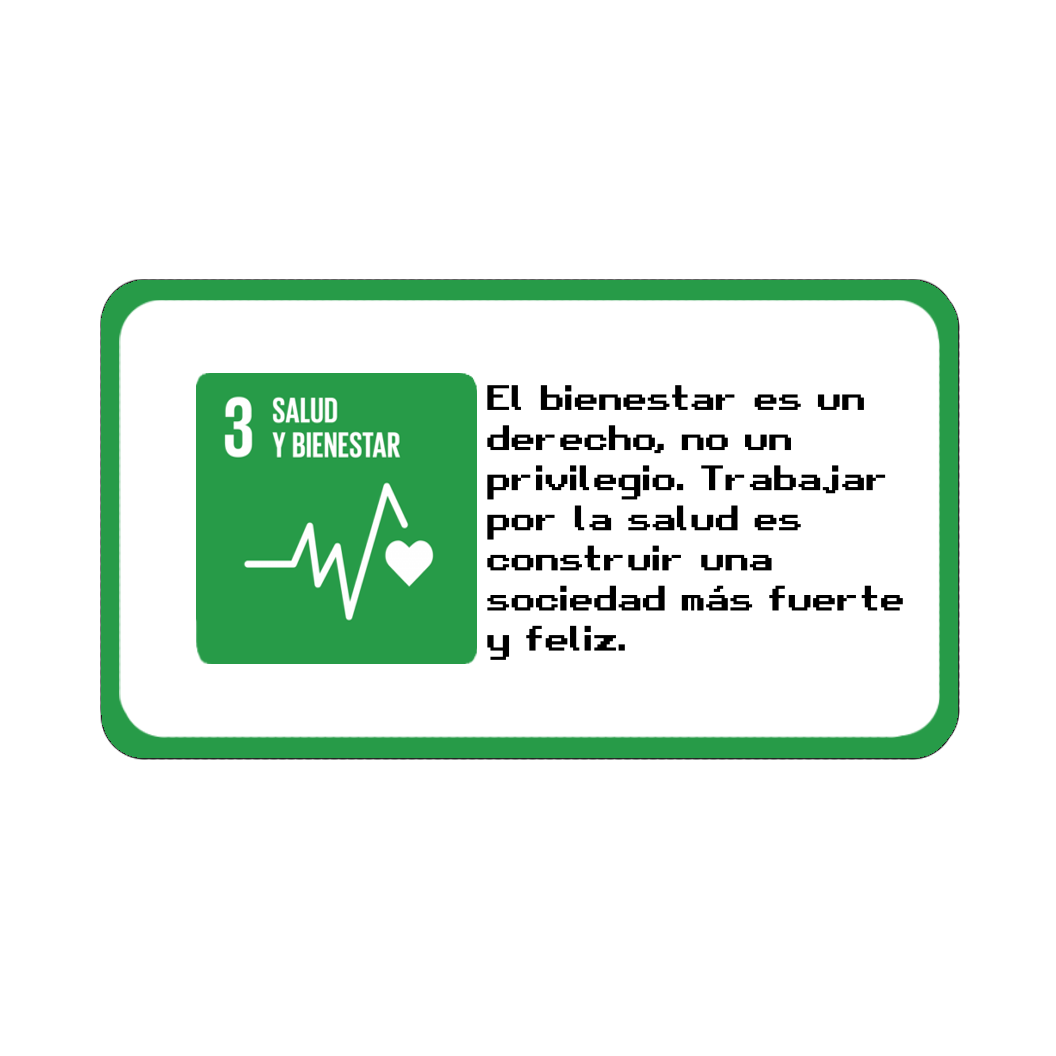 3 SALUD
Y BIENESTAR
El bienestar es un
derecho, no un
privilegio. Trabajar
por la salud es
construir una
sociedad más fuerte
y feliz.